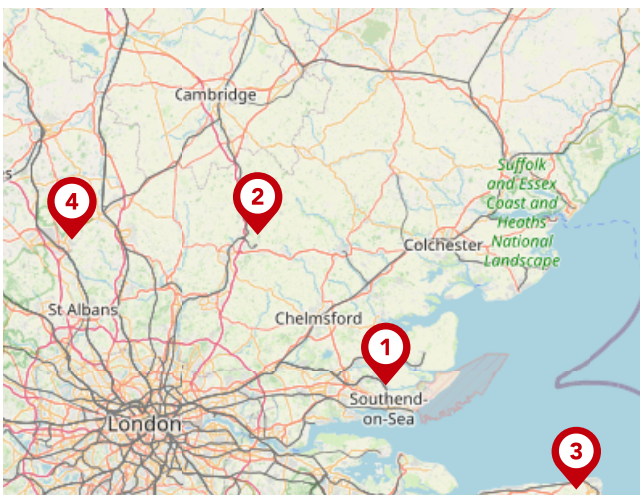 Cambridge
Suffolk
and Essex
Coast and
Heaths
National
Landscape
s
4
2
Colchester
St Albans
Chelmsford
1
Southend-
on-Sea
London
3